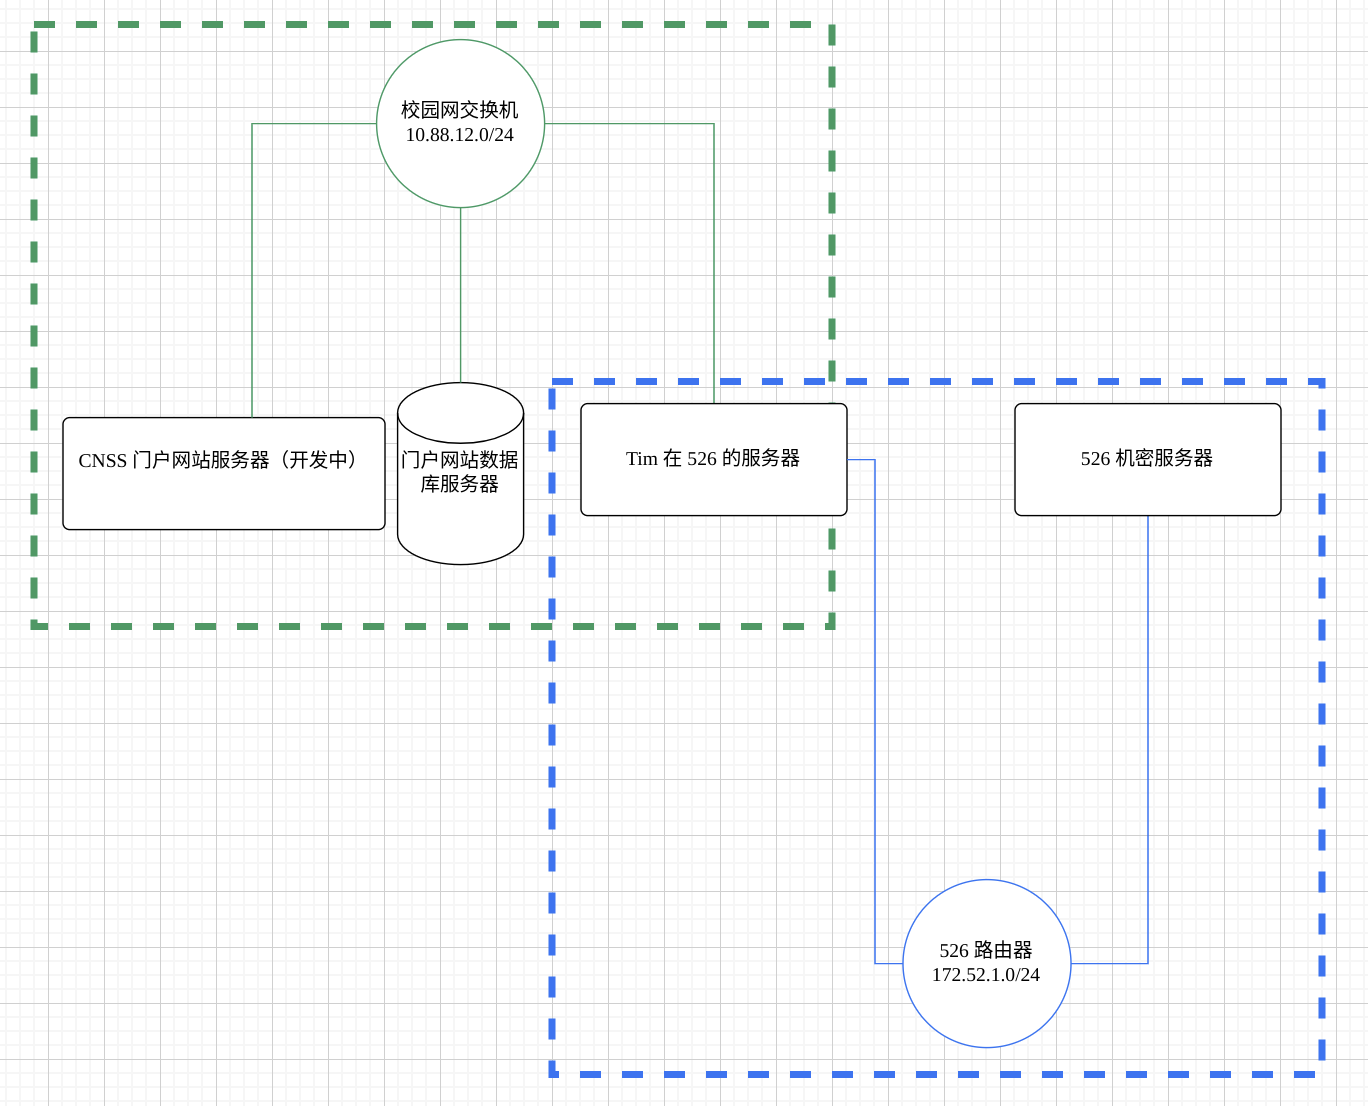 校园网交换机
10.88.12.0/24
CNSS 门户网站服务器（开发中）
门户网站数据
库服务器
Tim 在 526 的服务器
526 机密服务器
526 路由器
172.52.1.0/24